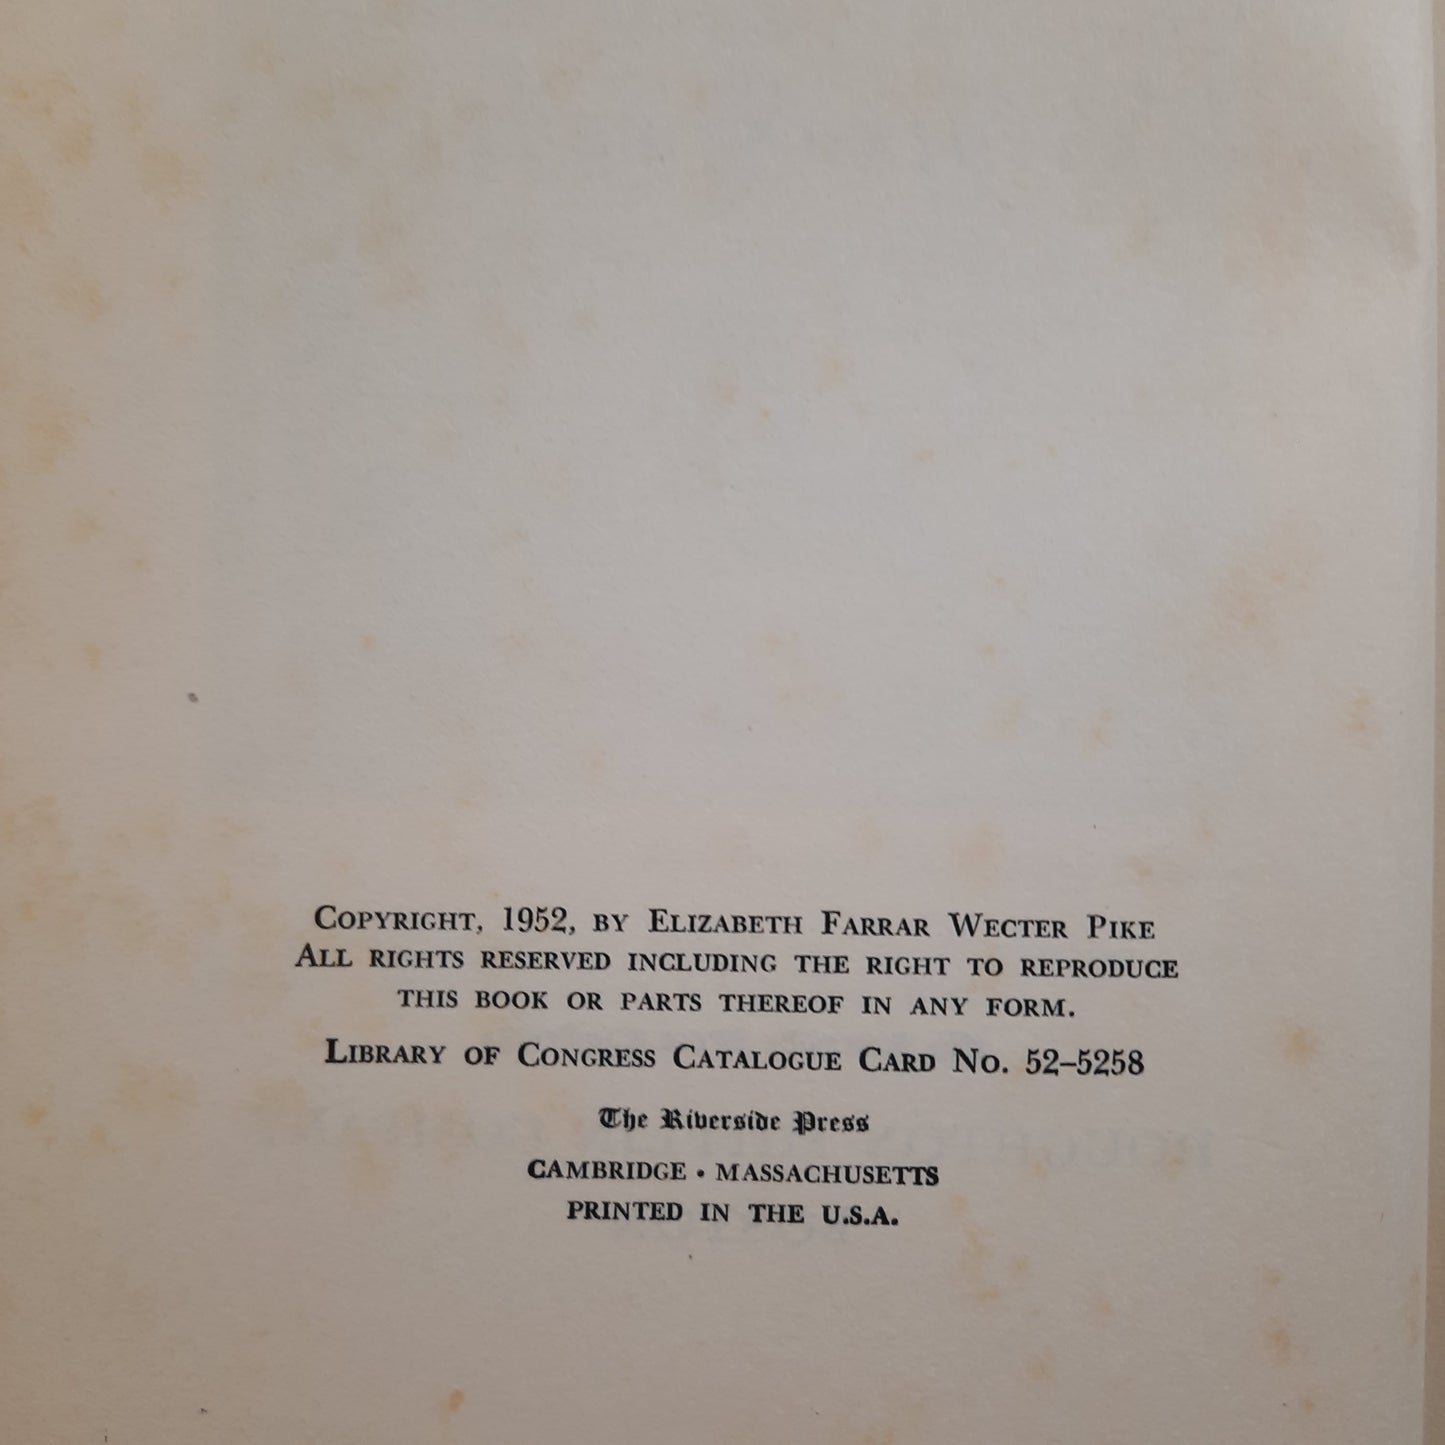 Copyright, 1952, by Elizabeth Farrar Wecter Pike
All rights reserved including the right to reproduce
this book or parts thereof in any form.
Library of Congress Catalogue Card No. 52–5258
The Riverside Press
CAMBRIDGE • MASSACHUSETTS
PRINTED IN THE U.S.A.